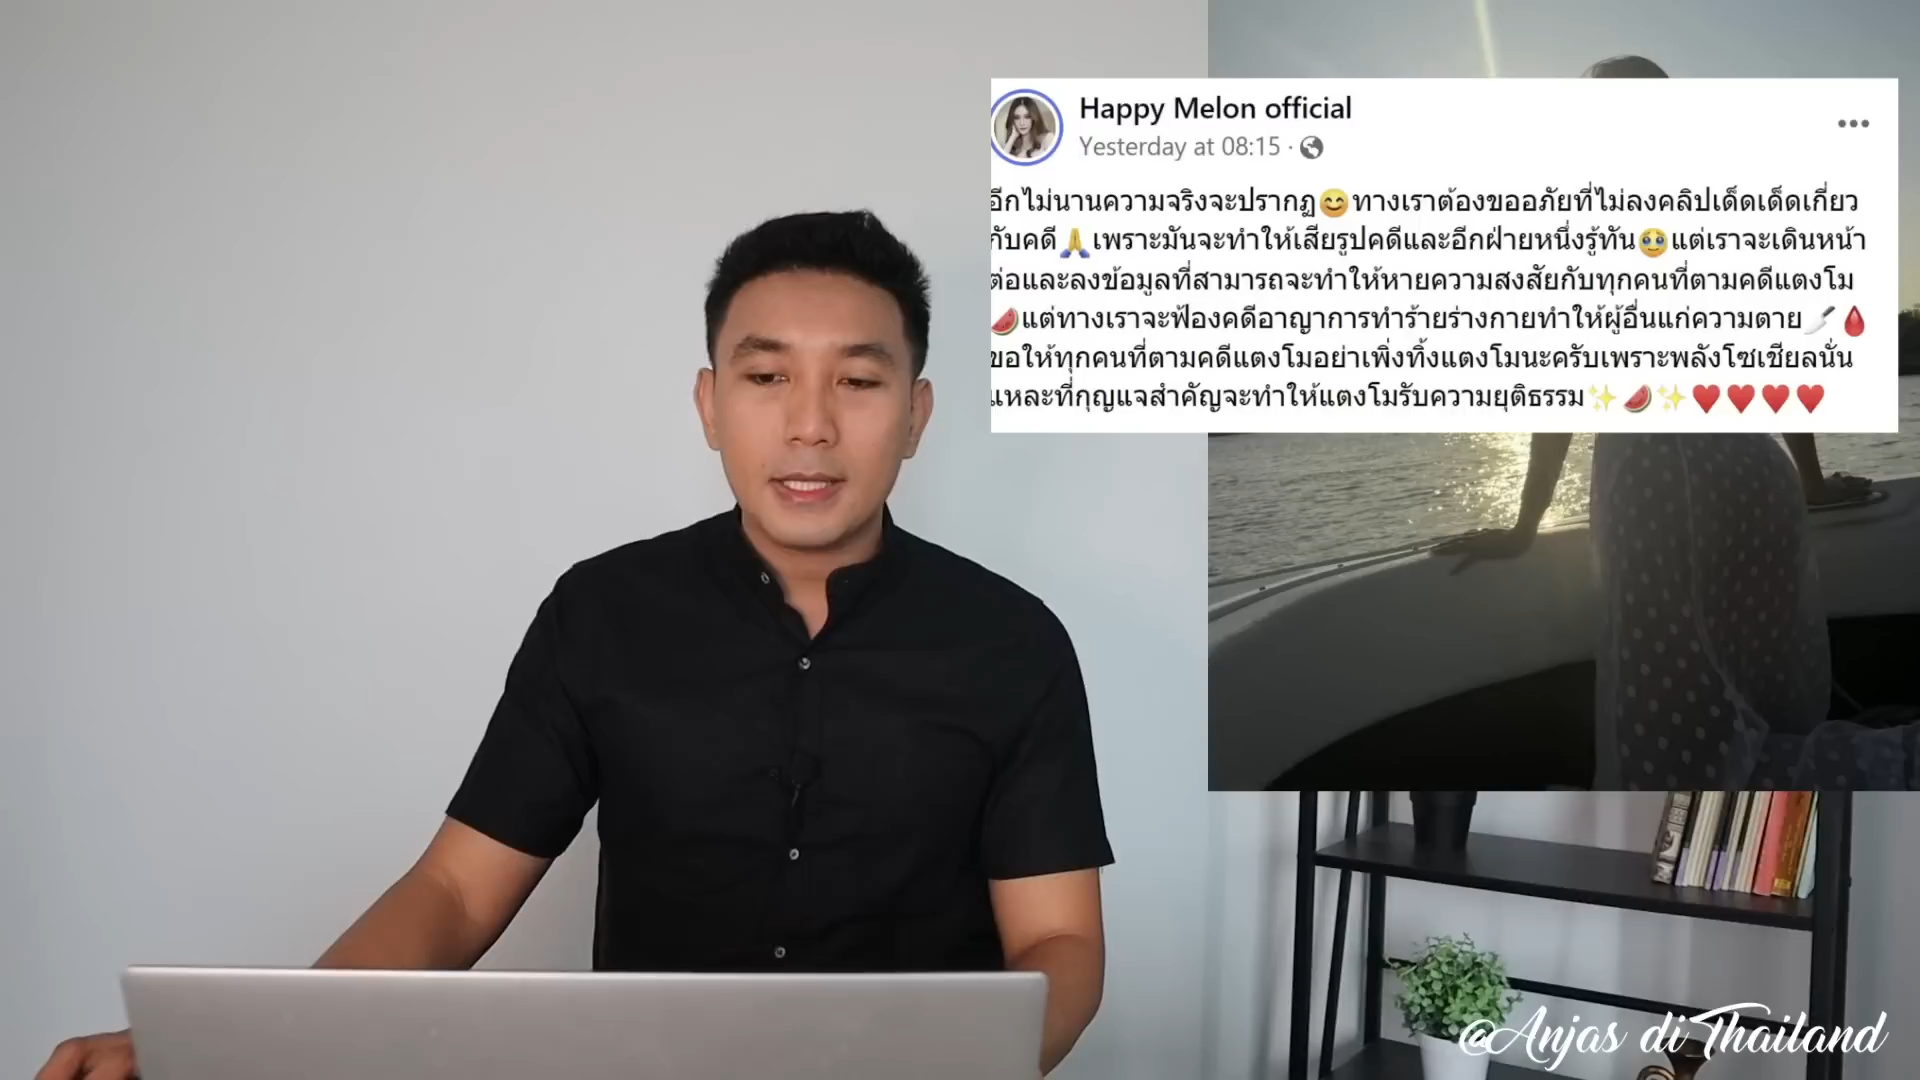 Happy Melon official
Yesterday at 08:15
อีกไม่นานความจริงจะปรากฏ😊ทางเราต้องขออภัยที่ไม่ลงคลิปเด็ดเด็ดเกี่ยว
กับคดี🙏เพราะมันจะทำให้เสียรูปคดีและอีกฝ่ายหนึ่งรู้ทัน🥹แต่เราจะเดินหน้า
ต่อและลงข้อมูลที่สามารถจะทำให้หายความสงสัยกับทุกคนที่ตามคดีแตงโม
🍉แต่ทางเราจะฟ้องคดีอาญาการทำร้ายร่างกายทำให้ผู้อื่นแก่ความตาย🔪🩸
ขอให้ทุกคนที่ตามคดีแตงโมอย่าเพิ่งทิ้งแตงโมนะครับเพราะพลังโซเชียลนั่น
แหละที่กุญแจสำคัญจะทำให้แตงโมรับความยุติธรรม✨🍉✨♥️♥️♥️♥️
@Anjas di Thailand